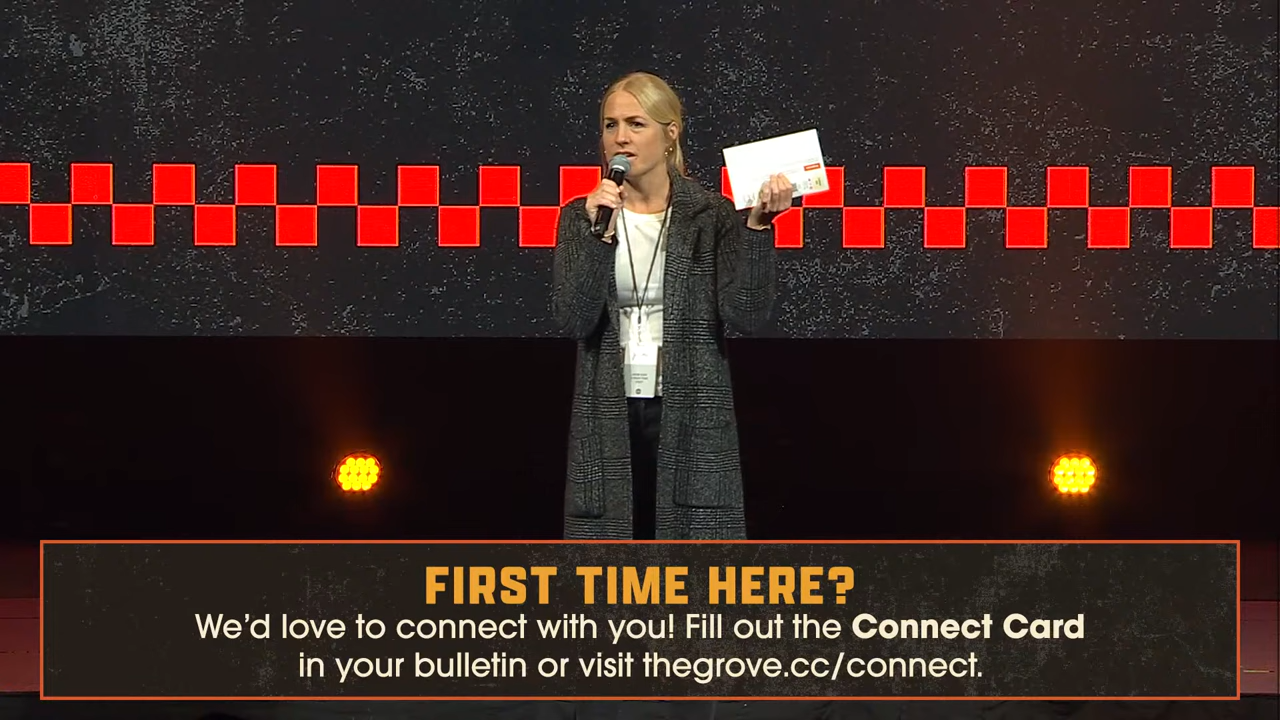 FIRST TIME HERE?
We'd love to connect with you! Fill out the Connect Card
in your bulletin or visit thegrove.cc/connect.